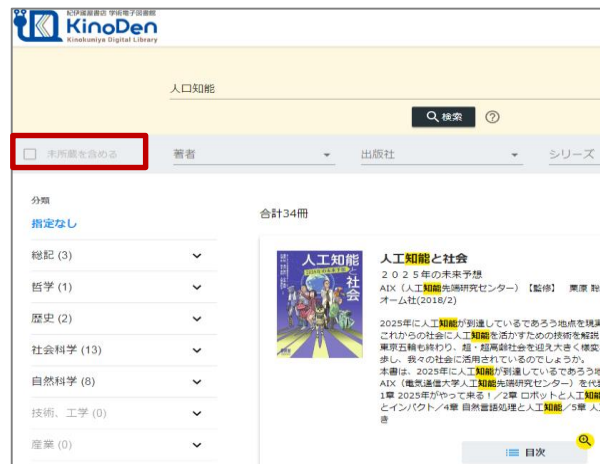 紀伊國屋書店 学術電子図書館
KinoDen
Kinokuniya Digital Library
人口知能
検索
?
未所蔵を含める
著者
出版社
シリーズ
分類
指定なし
合計34冊
総記 (3)
哲学 (1)
歴史 (2)
社会科学 (13)
自然科学 (8)
技術、工学 (0)
産業 (0)
人工知能と社会
2025年の未来予想
人工知能と社会
2025年の未来予想
AIX（人工知能先端研究センター）【監修】 栗原 聡
オーム社(2018/2)
2025年に人工知能が到達しているであろう地点を現実
これからの社会に人工知能を活かすための技術を解説
東京五輪も終わり、超・超高齢社会を迎え大きく様変
歩し、我々の社会に活用されているのでしょうか。
本書は、2025年に人工知能が到達しているであろう地
AIX（電気通信大学人工知能先端研究センター）を代
1章 2025年がやって来る！／2章 ロボットと人工知能
とインパクト／4章 自然言語処理と人工知能／5章 人
き
目次